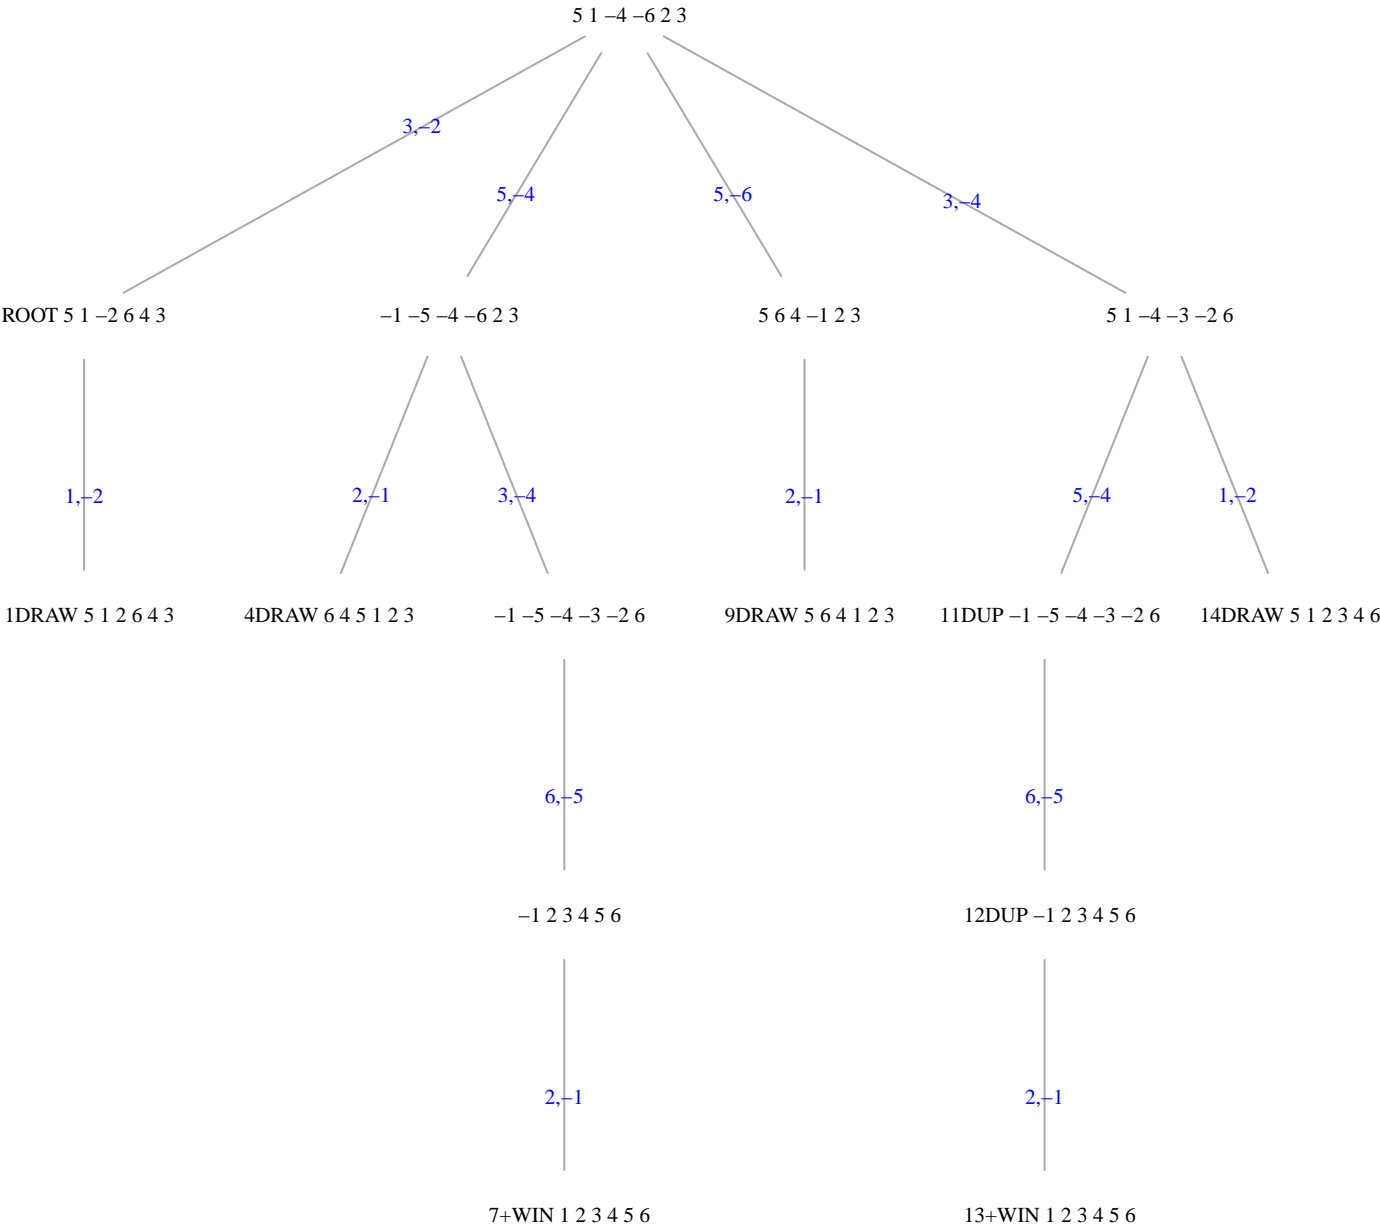 5 1 –4 –6 2 3
3,–2
5,–4
5,–6
3,–4
ROOT 5 1 –2 6 4 3
–1 –5 –4 –6 2 3
5 6 4 –1 2 3
5 1 –4 –3 –2 6
1,–2
2,–1
3,–4
2,–1
5,–4
1,–2
1DRAW 5 1 2 6 4 3
4DRAW 6 4 5 1 2 3
–1 –5 –4 –3 –2 6
9DRAW 5 6 4 1 2 3
11DUP –1 –5 –4 –3 –2 6
14DRAW 5 1 2 3 4 6
6,–5
6,–5
–1 2 3 4 5 6
12DUP –1 2 3 4 5 6
2,–1
2,–1
7+WIN 1 2 3 4 5 6
13+WIN 1 2 3 4 5 6